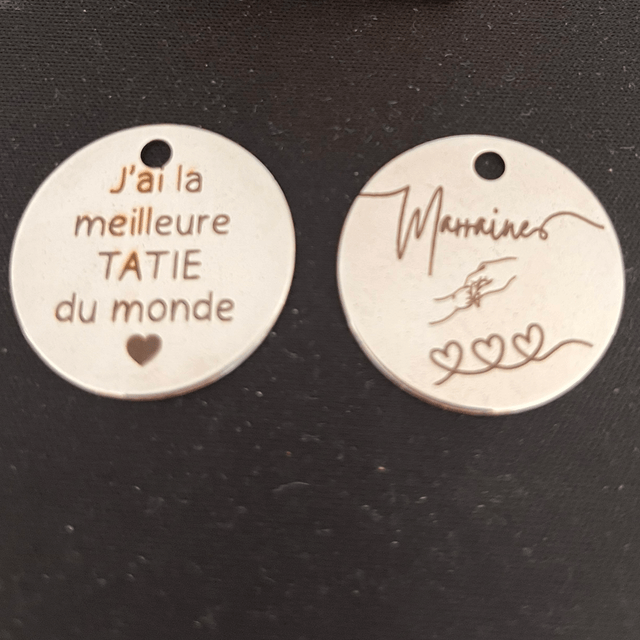 J'ai la
meilleure
TATIE
du monde
Marraine